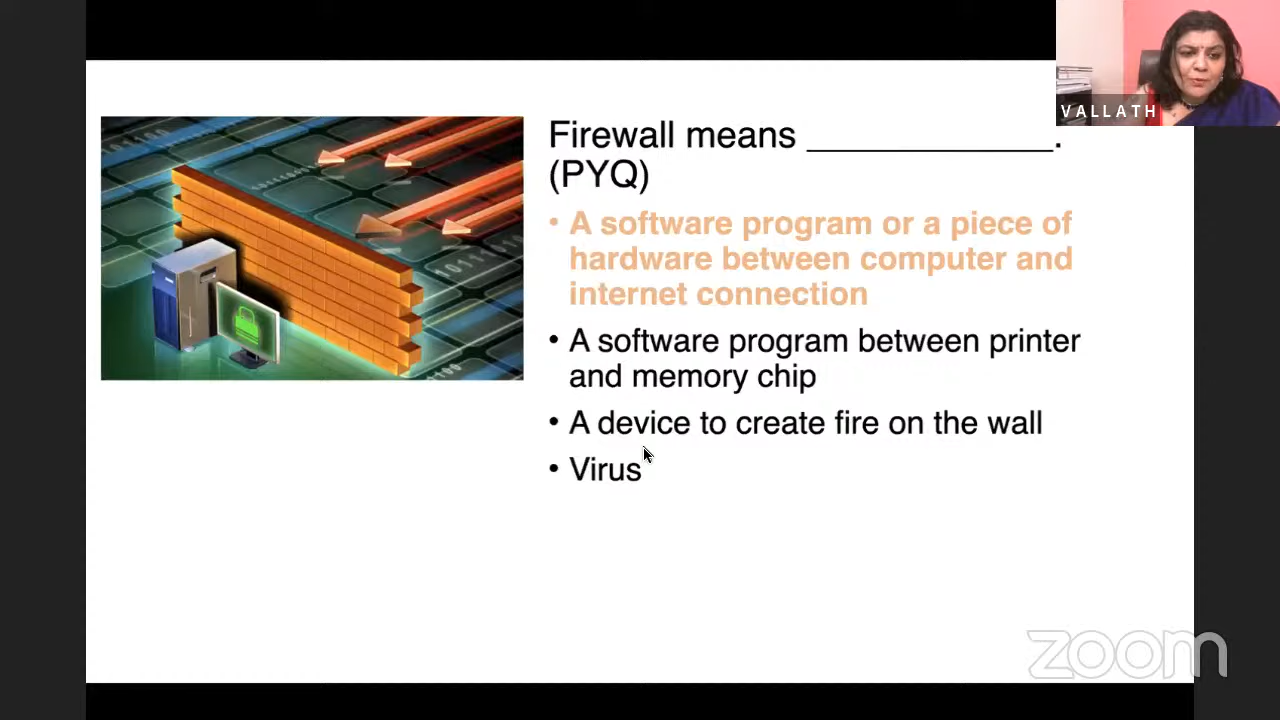 VALLATH
Firewall means ______________.
(PYQ)
• A software program or a piece of
hardware between computer and
internet connection
• A software program between printer
and memory chip
• A device to create fire on the wall
• Virus
zoom